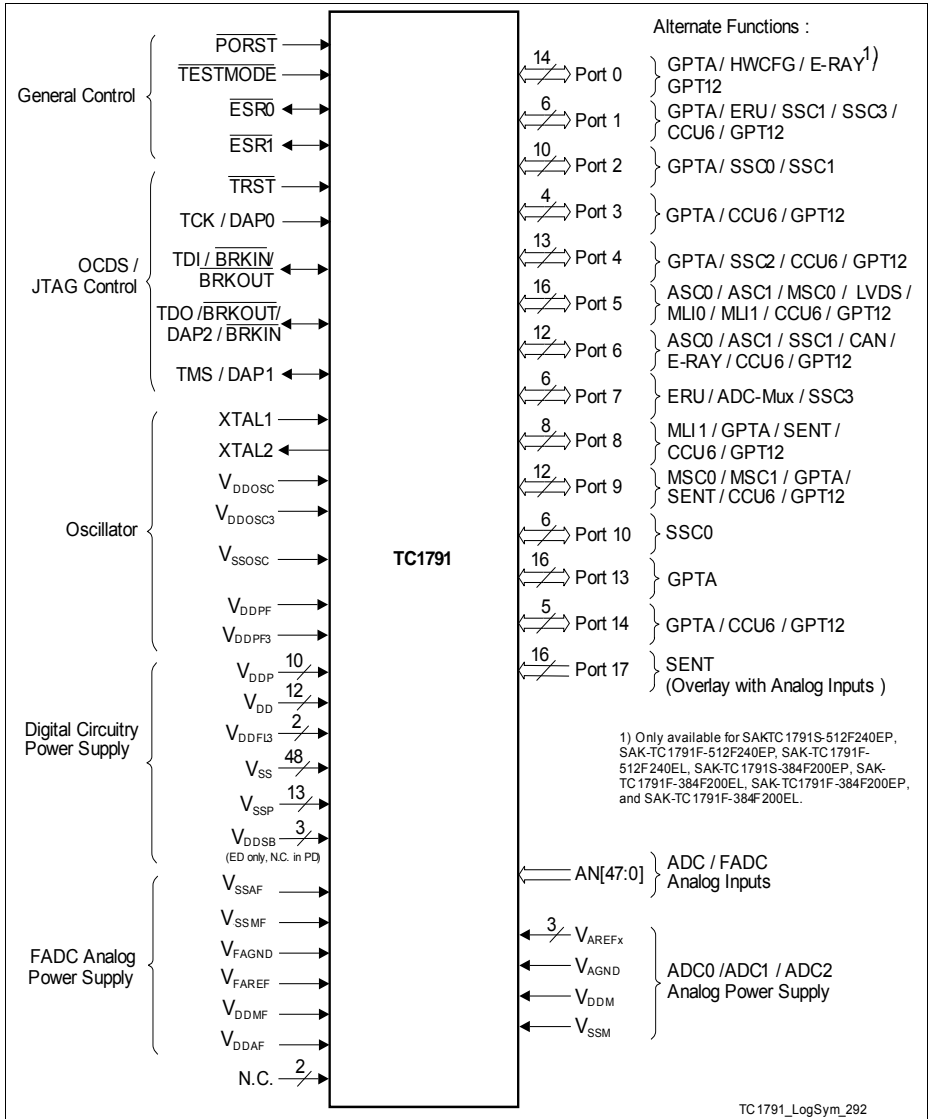 Alternate Functions :
General Control
PORST
TESTMODE
ESR0
ESR1
OCDS /
JTAG Control
TRST
TCK / DAP0
TDI / BRKIN/
BRKOUT
TDO /BRKOUT/
DAP2 / BRKIN
TMS / DAP1
Oscillator
XTAL1
XTAL2
VDDOSC
VDDOSC3
VSSOSC
VDDPF
VDDPF3
Digital Circuitry
Power Supply
VDDP 10
VDD 12
VDDFl3 2
VSS 48
VSSP 13
VDDSB 3
(ED only, N.C. in PD)
FADC Analog
Power Supply
VSSAF
VSSMF
VFAGND
VFAREF
VDDMF
VDDAF
N.C. 2
TC1791
14 Port 0 GPTA / HWCFG / E-RAY1) /
GPT12
6 Port 1 GPTA / ERU / SSC1 / SSC3 /
CCU6 / GPT12
10 Port 2 GPTA / SSC0 / SSC1
4 Port 3 GPTA / CCU6 / GPT12
13 Port 4 GPTA / SSC2 / CCU6 / GPT12
16 Port 5 ASC0 / ASC1 / MSC0 / LVDS /
MLI0 / MLI1 / CCU6 / GPT12
12 Port 6 ASC0 / ASC1 / SSC1 / CAN /
E-RAY / CCU6 / GPT12
6 Port 7 ERU / ADC-Mux / SSC3
8 Port 8 MLI1 / GPTA / SENT /
CCU6 / GPT12
12 Port 9 MSC0 / MSC1 / GPTA /
SENT / CCU6 / GPT12
6 Port 10 SSC0
16 Port 13 GPTA
5 Port 14 GPTA / CCU6 / GPT12
16 Port 17 SENT
(Overlay with Analog Inputs )
1) Only available for SAKTC1791S-512F240EP,
SAK-TC1791F-512F240EP, SAK-TC1791F-
512F240EL, SAK-TC1791S-384F200EP, SAK-
TC1791F-384F200EL, SAK-TC1791F-384F200EP,
and SAK-TC1791F-384F200EL.
AN[47:0] ADC / FADC
Analog Inputs
3 VAREFx
VAGND
VDDM
VSSM
ADC0 /ADC1 / ADC2
Analog Power Supply
TC1791_LogSym_292